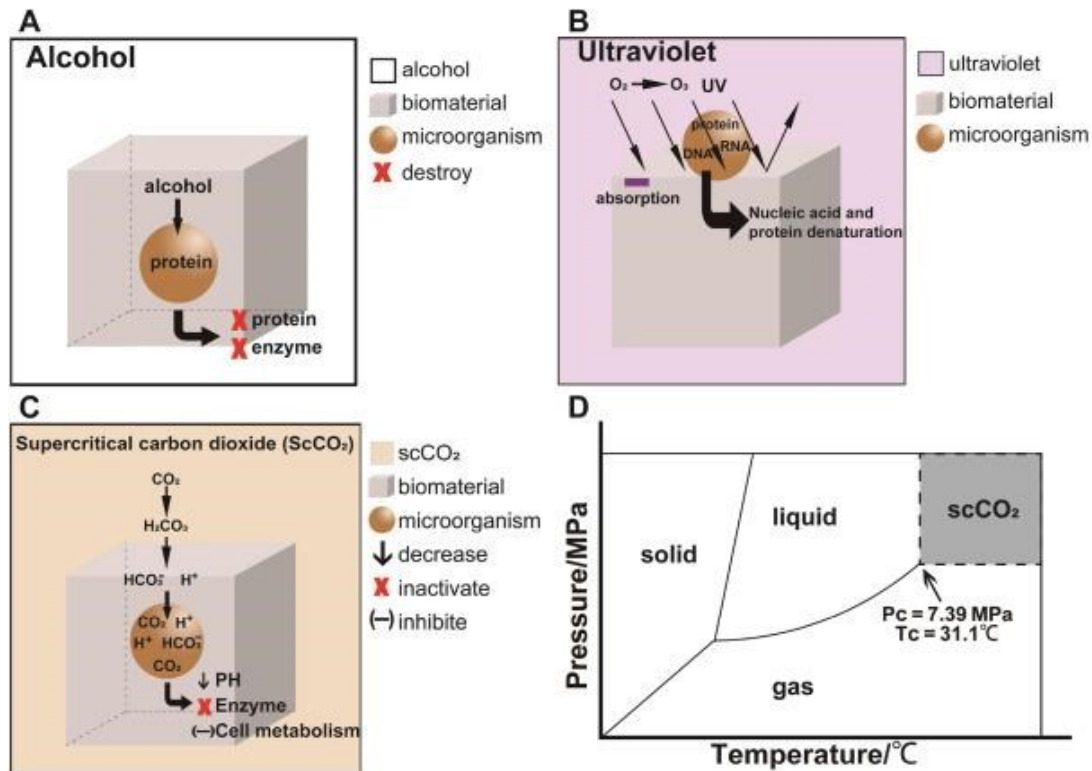 A
Alcohol
alcohol
biomaterial
microorganism
destroy
alcohol
protein
protein
enzyme
B
Ultraviolet
O₂ → O₃ UV
protein
DNA RNA
absorption
Nucleic acid and
protein denaturation
ultraviolet
biomaterial
microorganism
C
Supercritical carbon dioxide (ScCO₂)
CO₂
H₂CO₃
HCO₃⁻ H⁺
CO₂ H⁺
H⁺ HCO₃⁻
CO₂
↓ PH
Enzyme
(—)Cell metabolism
scCO₂
biomaterial
microorganism
decrease
inactivate
(—) inhibite
D
Pressure/MPa
solid
liquid
scCO₂
Pc = 7.39 MPa
Tc = 31.1℃
gas
Temperature/℃